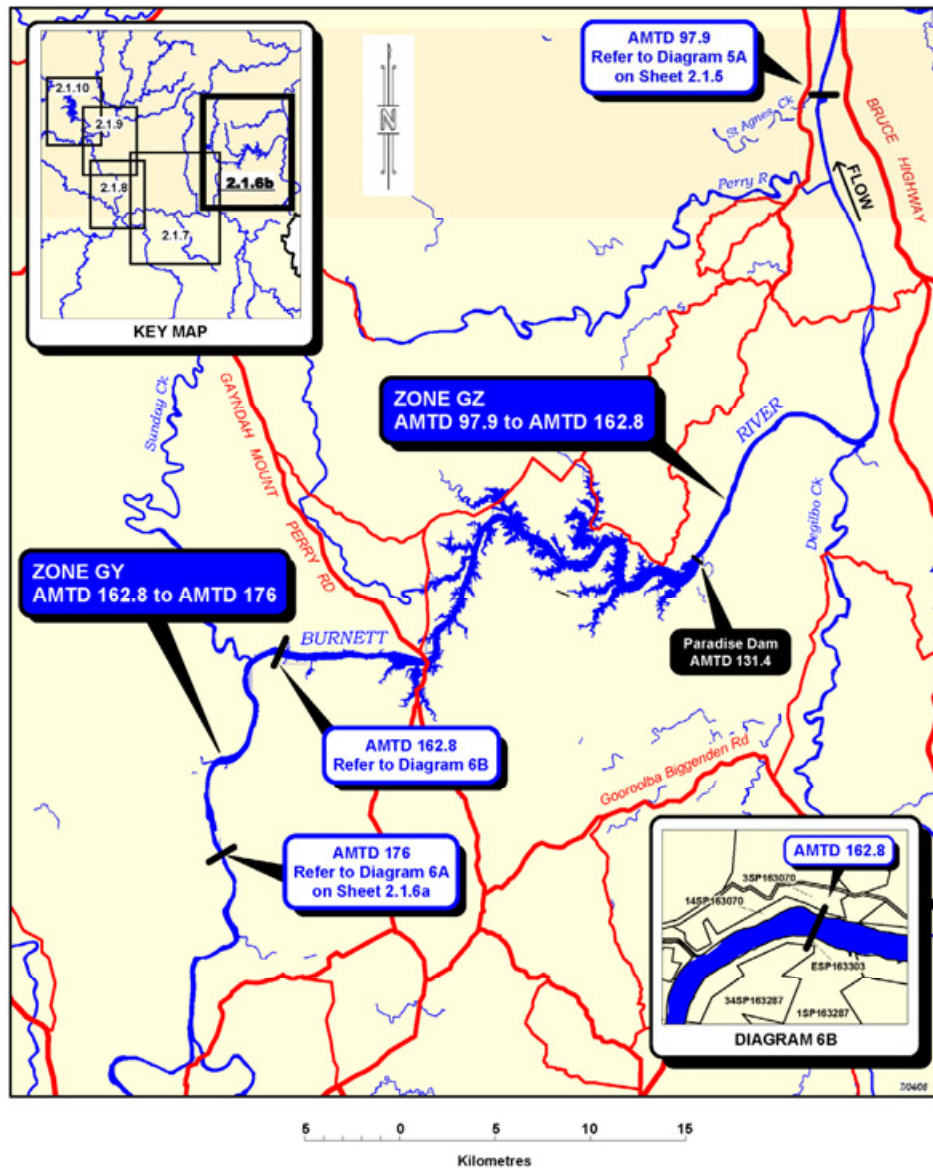 AMTD 97.9
Refer to Diagram 5A
on Sheet 2.1.5
2.1.10
2.1.9
2.1.8
2.1.6b
2.1.7
KEY MAP
N
St Agnes Ck
Perry R
FLOW
BRUCE HIGHWAY
Sunday Ck
GAYNDAH MOUNT PERRY RD
ZONE GZ
AMTD 97.9 to AMTD 162.8
RIVER
Degilbo Ck
ZONE GY
AMTD 162.8 to AMTD 176
BURNETT
Paradise Dam
AMTD 131.4
AMTD 162.8
Refer to Diagram 6B
Gooroolba Biggenden Rd
AMTD 176
Refer to Diagram 6A
on Sheet 2.1.6a
AMTD 162.8
3SP163070
14SP163070
ESP163303
34SP163287
1SP163287
DIAGRAM 6B
7/04/06
5 0 5 10 15
Kilometres